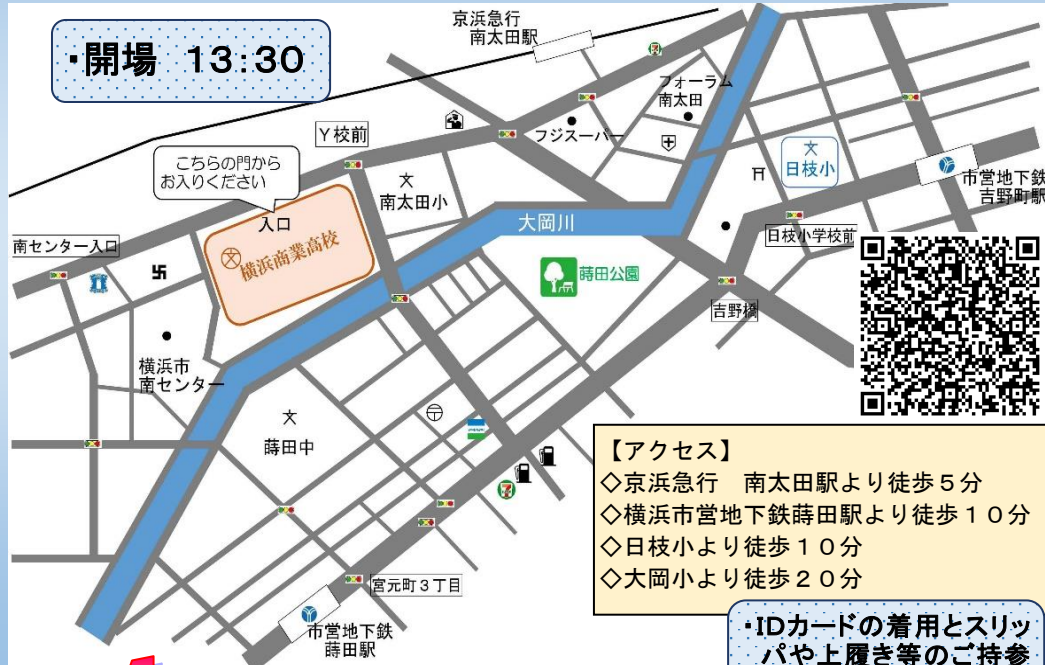 ・開場 13:30
京浜急行
南太田駅
フォーラム
南太田
フジスーパー
Y校前
こちらの門から
お入りください
文
南太田小
文
日枝小
市営地下鉄
吉野町駅
入口
大岡川
日枝小学校前
南センター入口
卐
文
横浜商業高校
蒔田公園
吉野橋
横浜市
南センター
文
蒔田中
〒
7
7
【アクセス】
◇京浜急行 南太田駅より徒歩5分
◇横浜市営地下鉄蒔田駅より徒歩10分
◇日枝小より徒歩10分
◇大岡小より徒歩20分
宮元町3丁目
市営地下鉄
蒔田駅
・IDカードの着用とスリッ
パや上履き等のご持参